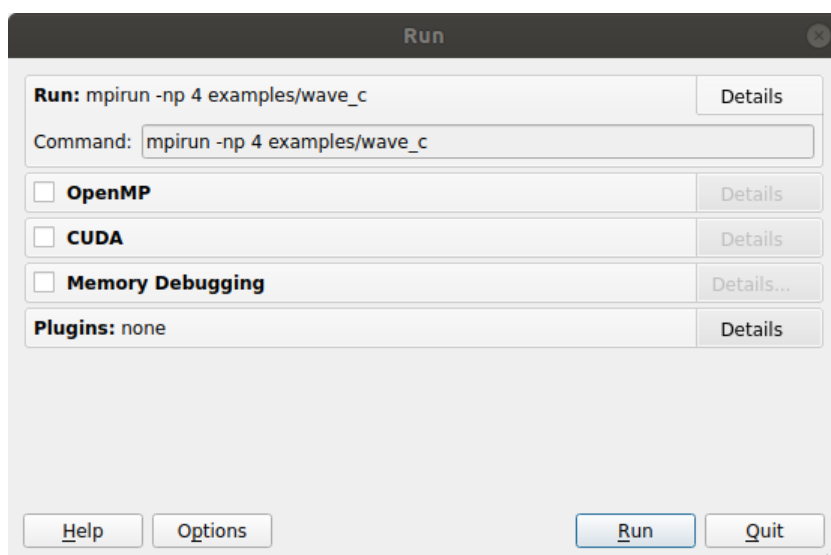 Run
Run: mpirun -np 4 examples/wave_c Details
Command: mpirun -np 4 examples/wave_c
OpenMP Details
CUDA Details
Memory Debugging Details...
Plugins: none Details
Help Options Run Quit